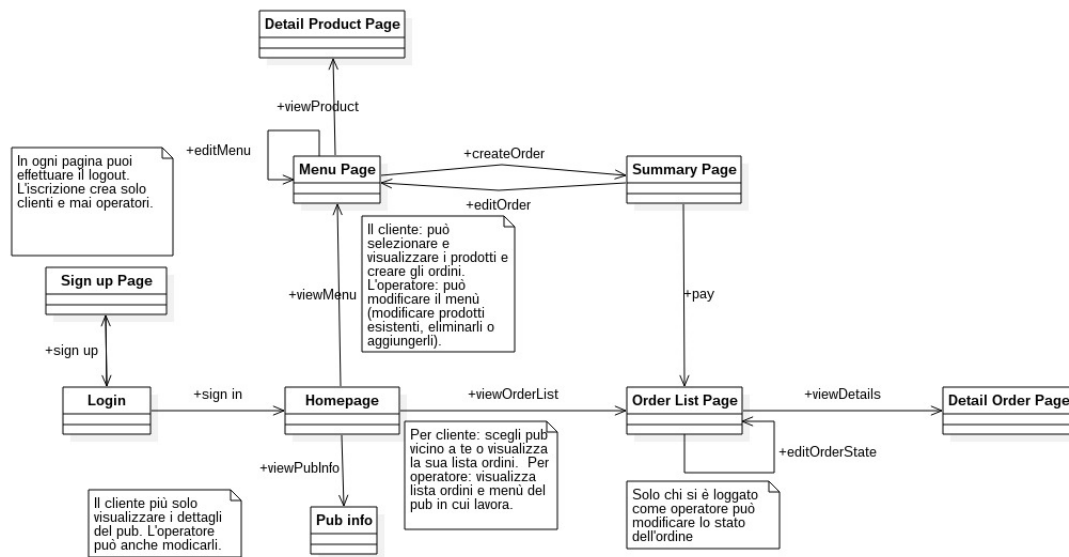 Detail Product Page
+viewProduct
+editMenu
In ogni pagina puoi
effettuare il logout.
L'iscrizione crea solo
clienti e mai operatori.
Menu Page
+createOrder
Summary Page
+editOrder
Il cliente: può
selezionare e
visualizzare i prodotti e
creare gli ordini.
L'operatore: può
modificare il menù
(modificare prodotti
esistenti, eliminarli o
aggiungerli).
Sign up Page
+viewMenu
+pay
+sign up
Login
+sign in
Homepage
+viewOrderList
Order List Page
+viewDetails
Detail Order Page
Per cliente: scegli pub
vicino a te o visualizza
la sua lista ordini. Per
operatore: visualizza
lista ordini e menù del
pub in cui lavora.
+editOrderState
+viewPubInfo
Il cliente più solo
visualizzare i dettagli
del pub. L'operatore
può anche modicarli.
Pub info
Solo chi si è loggato
come operatore può
modificare lo stato
dell'ordine